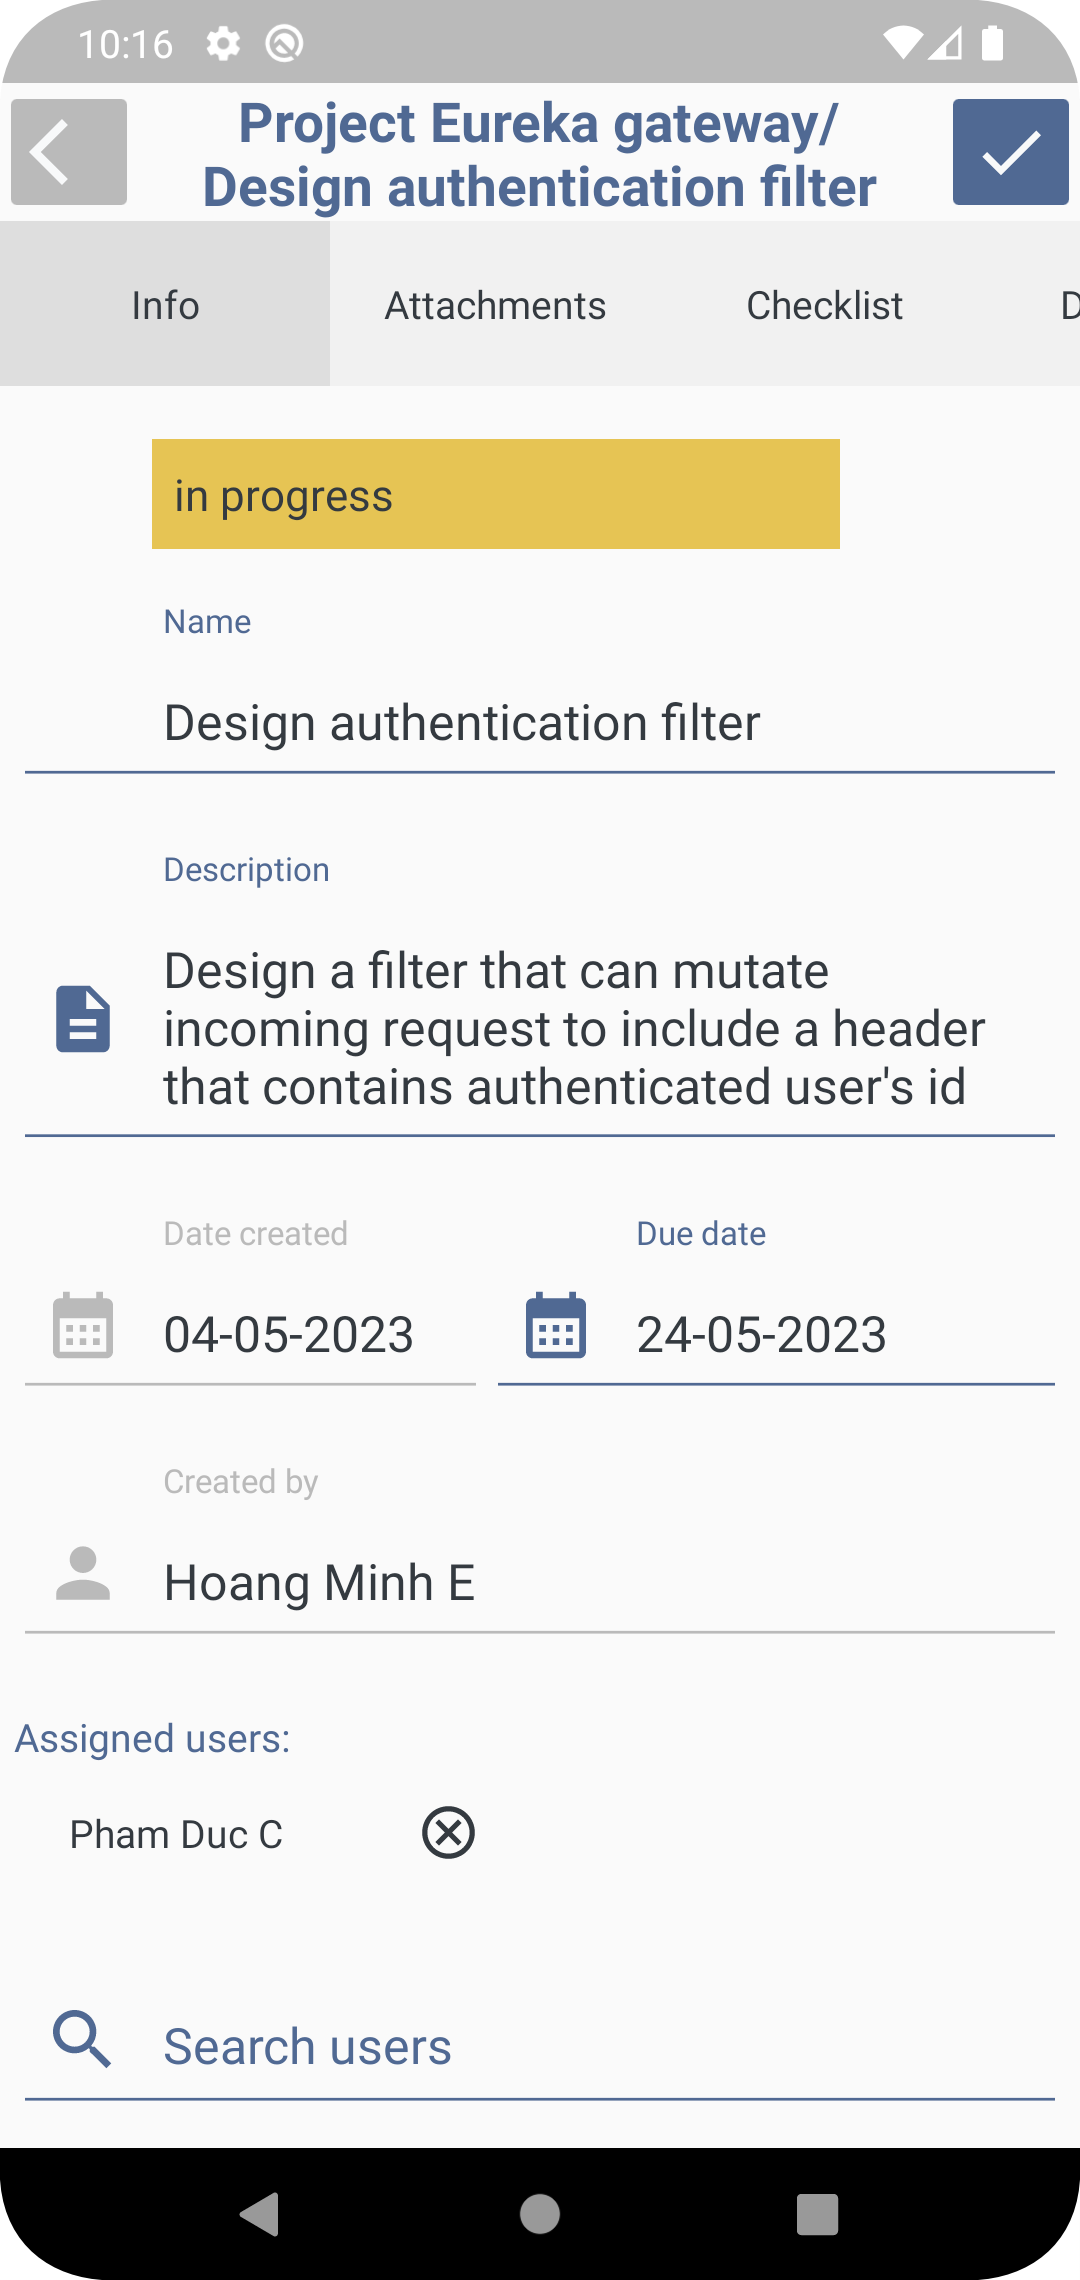 10:16
Project Eureka gateway/
Design authentication filter
Info
Attachments
Checklist
D
in progress
Name
Design authentication filter
Description
Design a filter that can mutate
incoming request to include a header
that contains authenticated user's id
Date created
Due date
04-05-2023
24-05-2023
Created by
Hoang Minh E
Assigned users:
Pham Duc C
Search users